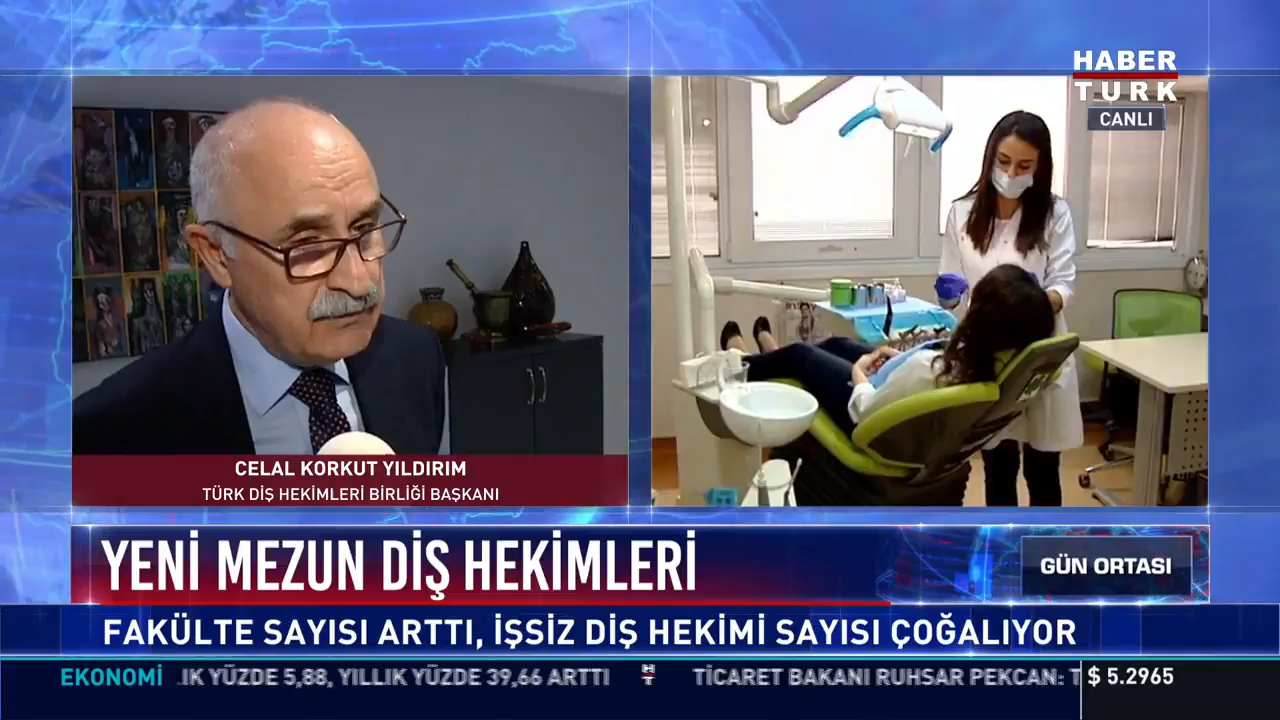 HABER
TÜRK
CANLI
CELAL KORKUT YILDIRIM
TÜRK DİŞ HEKİMLERİ BİRLİĞİ BAŞKANI
YENİ MEZUN DİŞ HEKİMLERİ
GÜN ORTASI
FAKÜLTE SAYISI ARTTI, İŞSİZ DİŞ HEKİMİ SAYISI ÇOĞALIYOR
EKONOMİ IK YÜZDE 5,88, YILLIK YÜZDE 39,66 ARTTI HT TİCARET BAKANI RUHSAR PEKCAN: T $ 5.2965